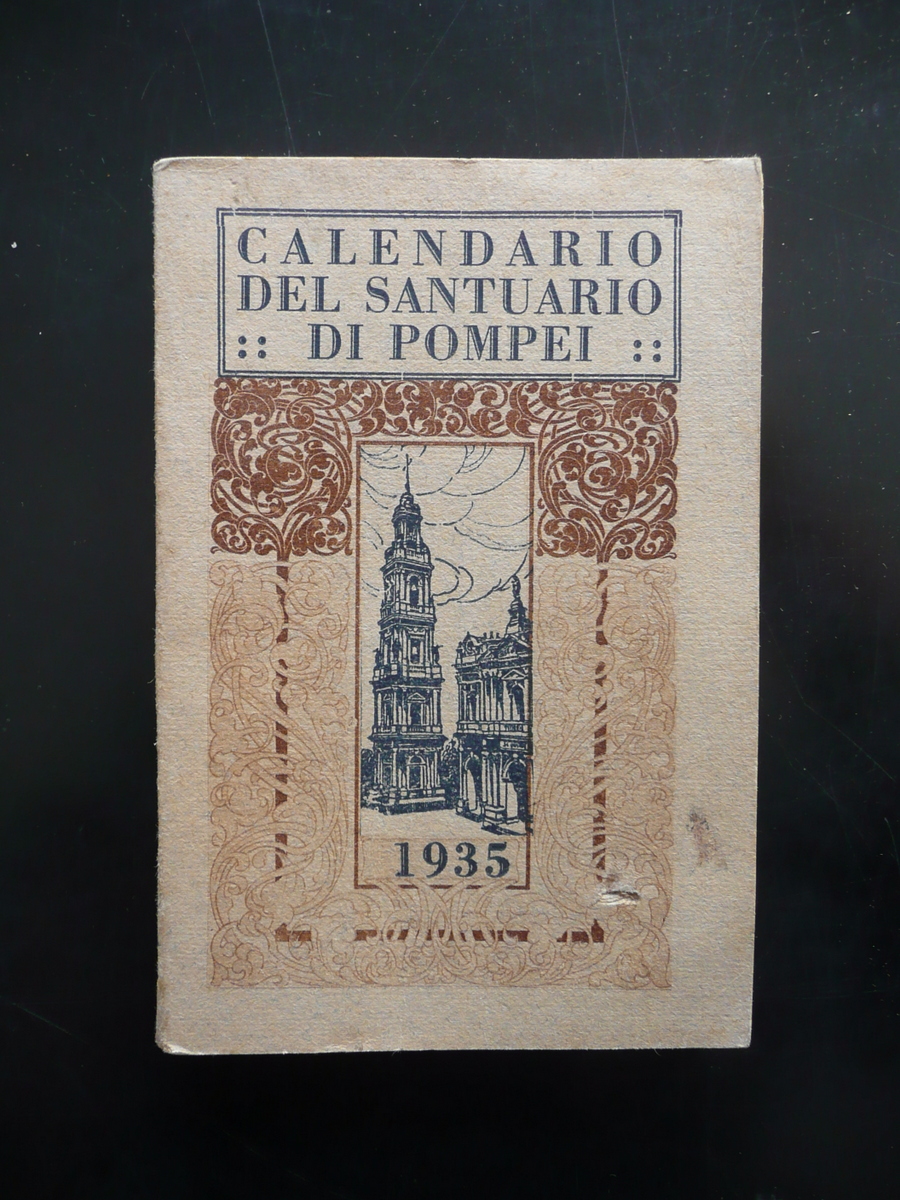 CALENDARIO
DEL SANTUARIO
:: DI POMPEI ::
1935